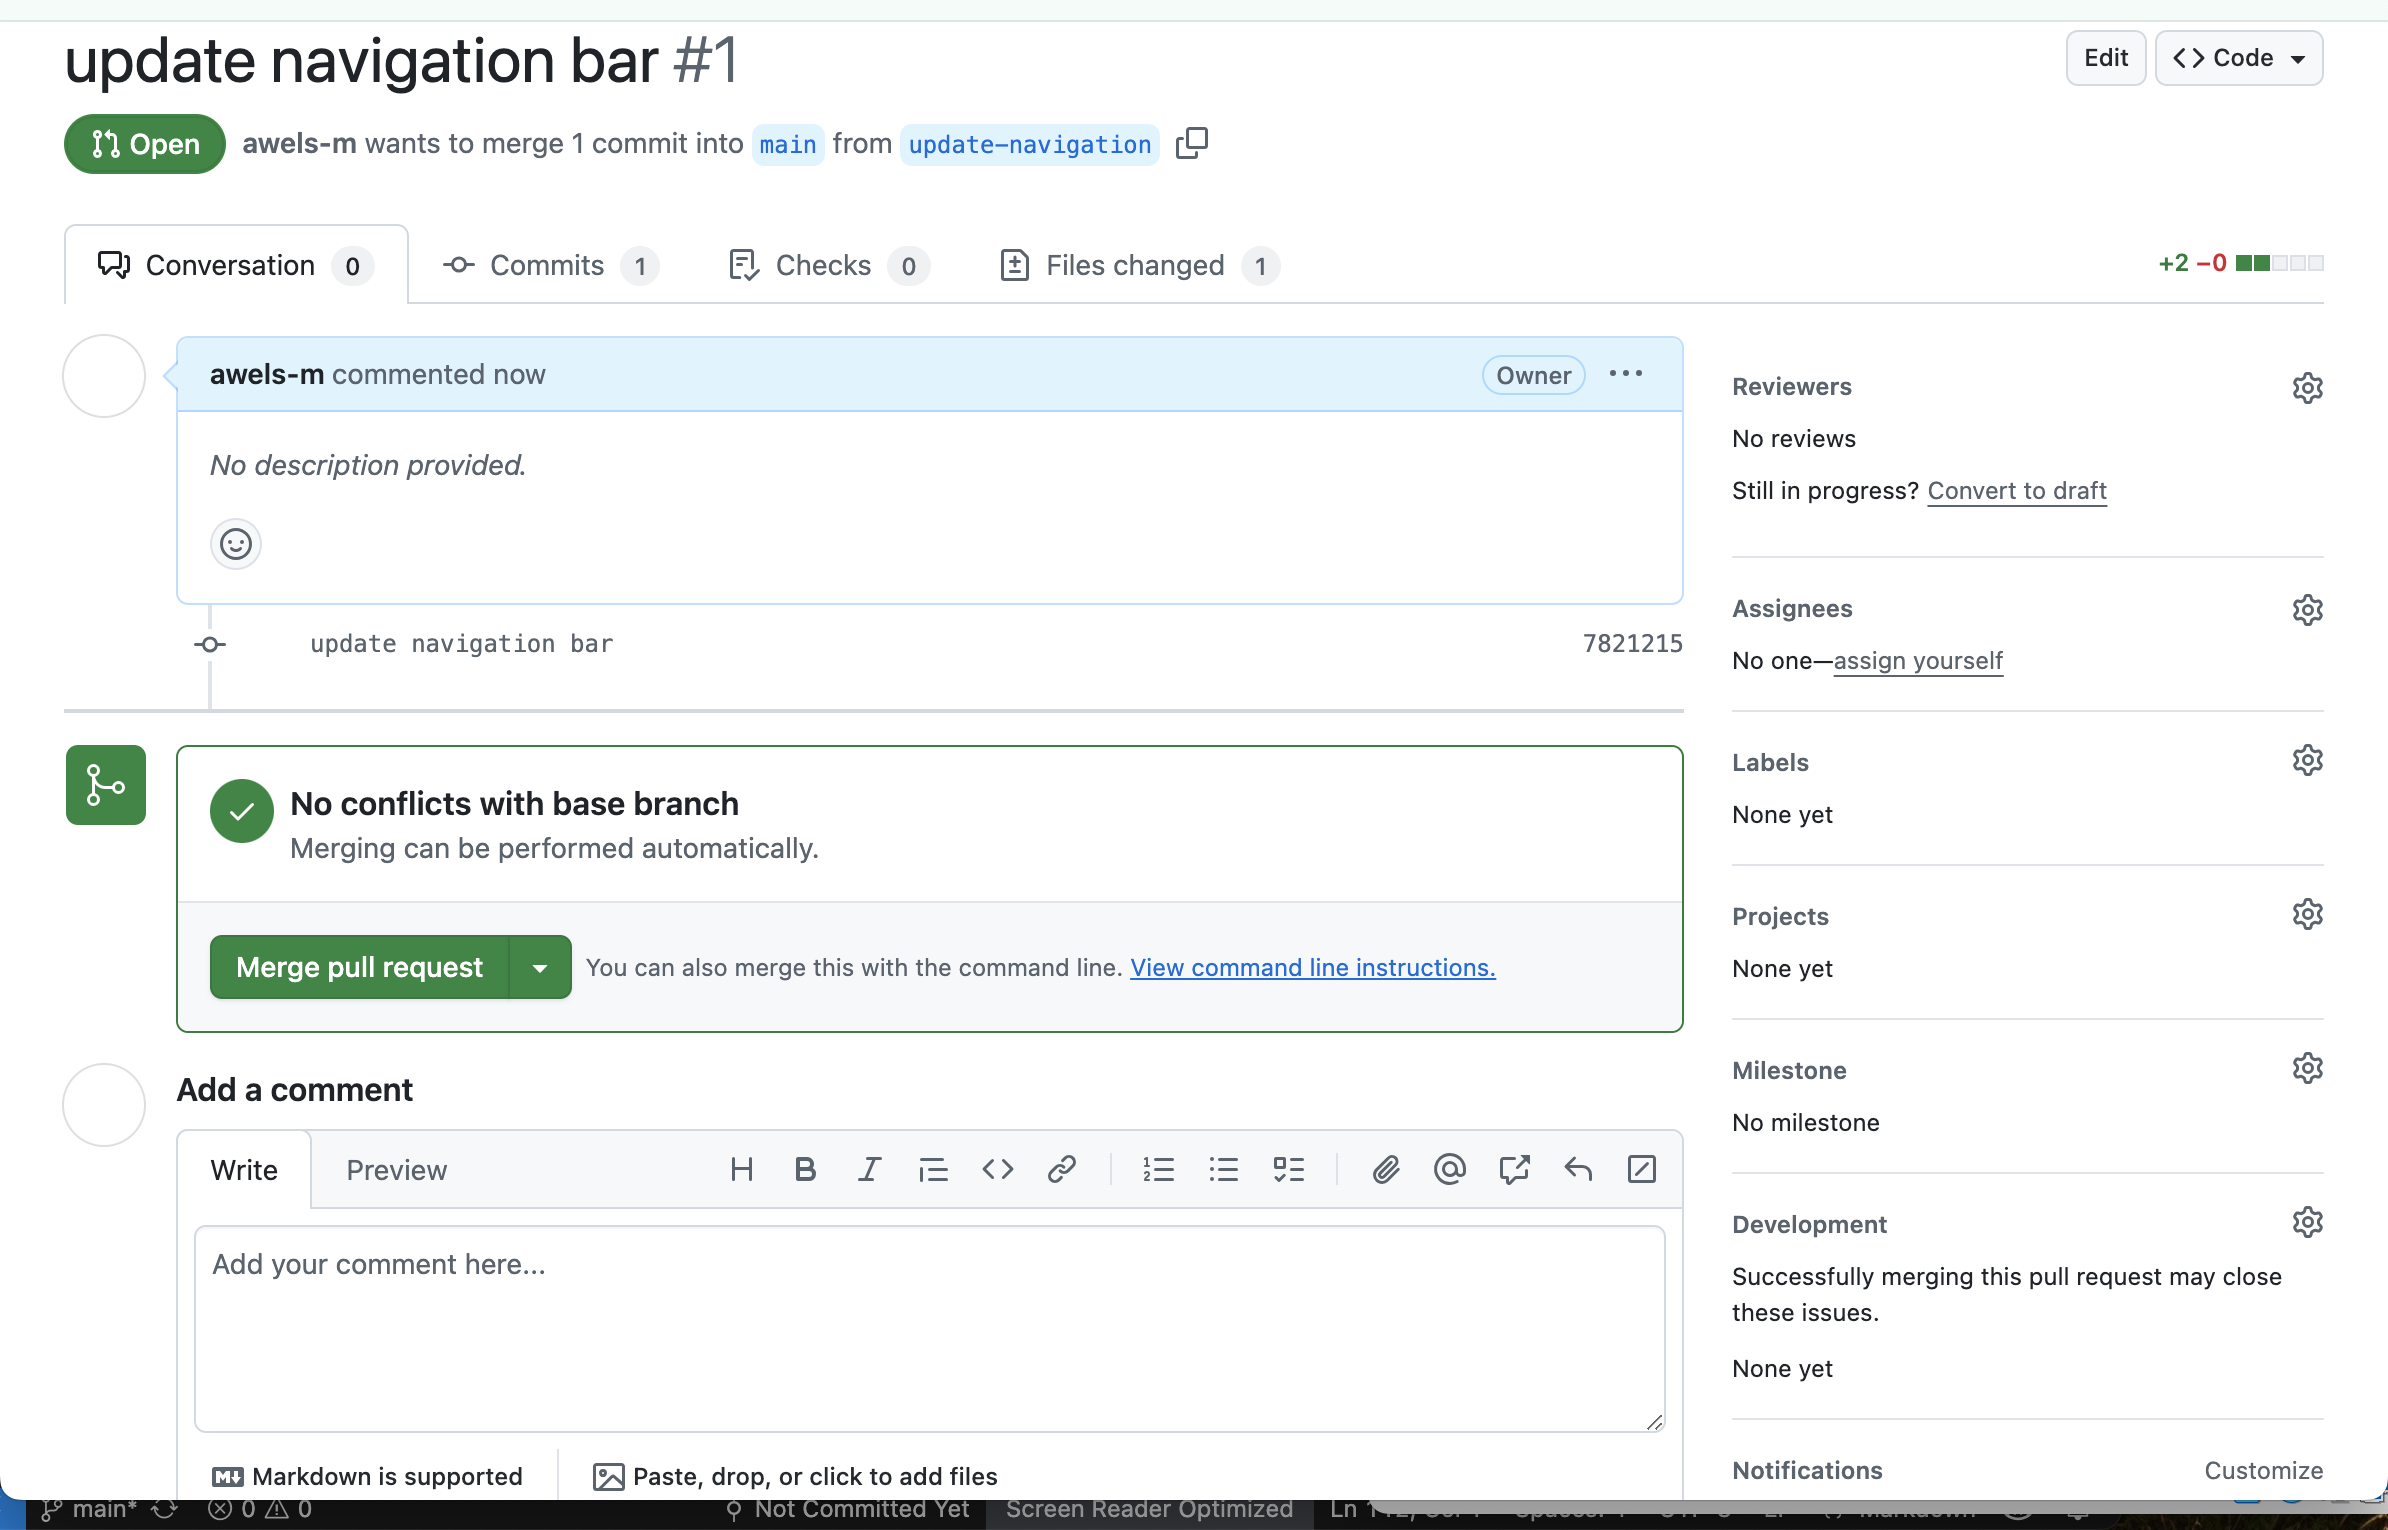 update navigation bar #1
Edit
Code
Open
awels-m wants to merge 1 commit into main from update-navigation
Conversation 0
Commits 1
Checks 0
Files changed 1
+2 −0
awels-m commented now
Owner
No description provided.
update navigation bar
7821215
No conflicts with base branch
Merging can be performed automatically.
Merge pull request
You can also merge this with the command line. View command line instructions.
Add a comment
Write
Preview
Add your comment here...
Markdown is supported
Paste, drop, or click to add files
Reviewers
No reviews
Still in progress? Convert to draft
Assignees
No one—assign yourself
Labels
None yet
Projects
None yet
Milestone
No milestone
Development
Successfully merging this pull request may close
these issues.
None yet
Notifications
Customize
main*
0
0
Not Committed Yet
Screen Reader Optimized
Ln